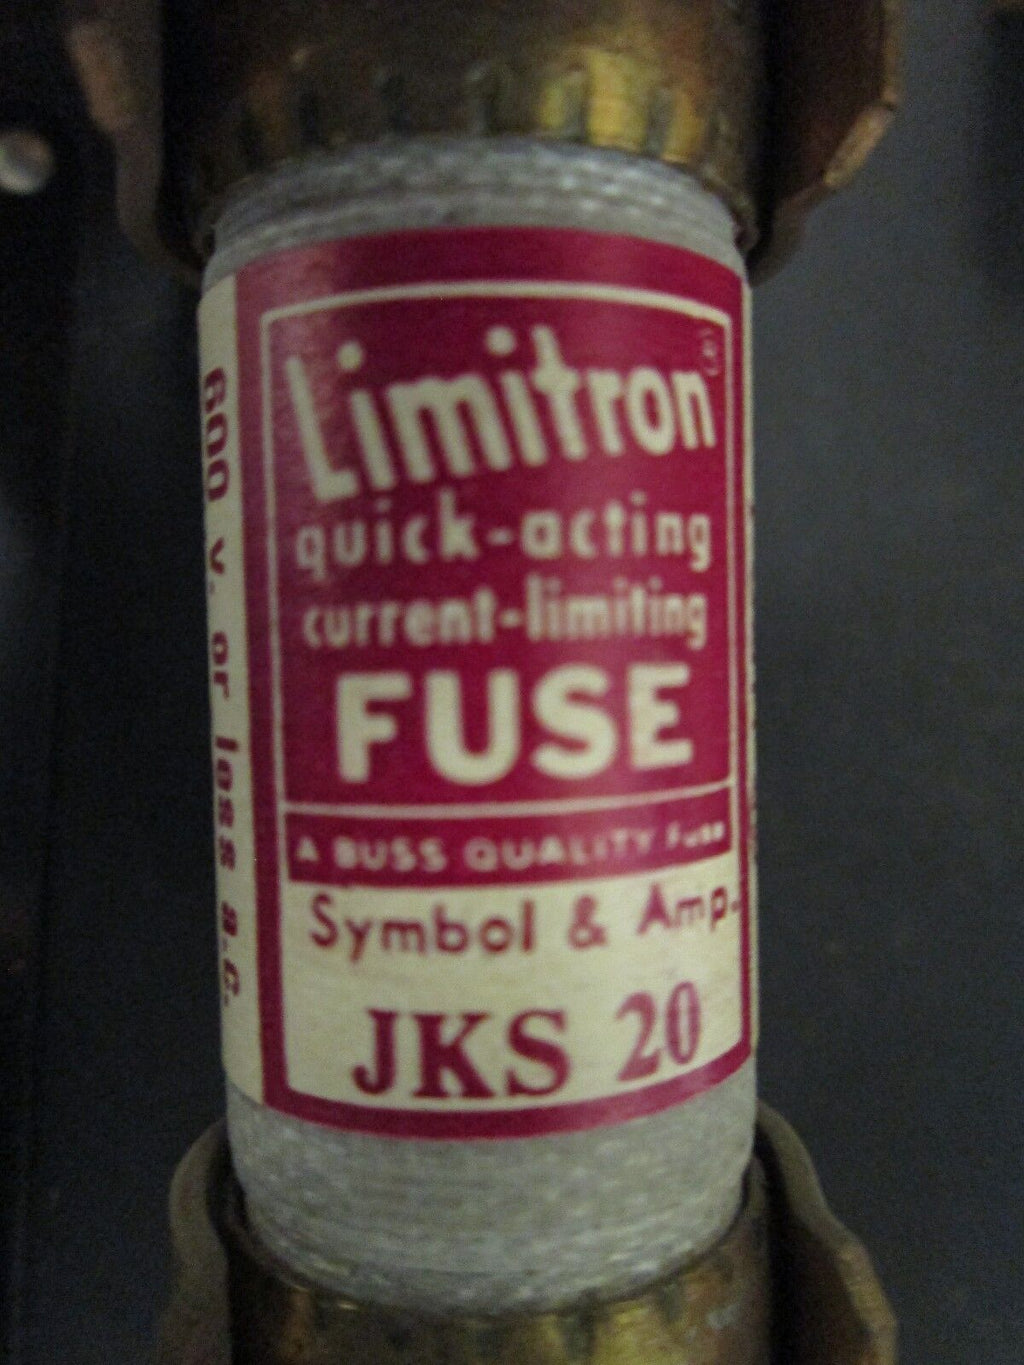 Limitron®
quick-acting
current-limiting
FUSE
A BUSS QUALITY Fuse
Symbol & Amp.
JKS 20
600 v. or less a.c.